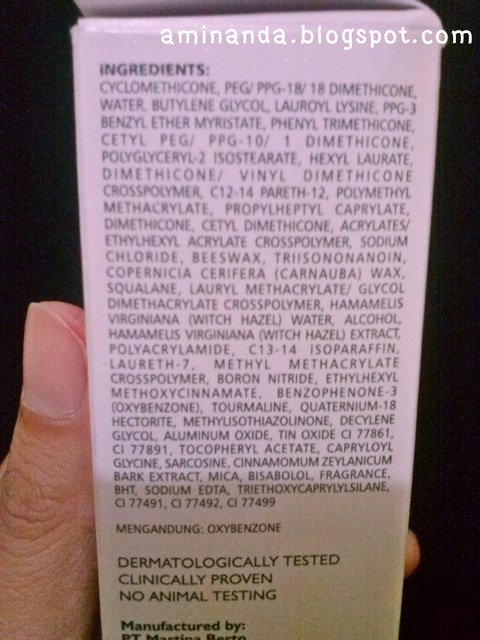 aminanda.blogspot.com
INGREDIENTS:
CYCLOMETHICONE, PEG/ PPG-18/ 18 DIMETHICONE,
WATER, BUTYLENE GLYCOL, LAUROYL LYSINE, PPG-3
BENZYL ETHER MYRISTATE, PHENYL TRIMETHICONE,
CETYL PEG/ PPG-10/ 1 DIMETHICONE,
POLYGLYCERYL-2 ISOSTEARATE, HEXYL LAURATE,
DIMETHICONE/ VINYL DIMETHICONE
CROSSPOLYMER, C12-14 PARETH-12, POLYMETHYL
METHACRYLATE, PROPYLHEPTYL CAPRYLATE,
DIMETHICONE, CETYL DIMETHICONE, ACRYLATES/
ETHYLHEXYL ACRYLATE CROSSPOLYMER, SODIUM
CHLORIDE, BEESWAX, TRIISONONANOIN,
COPERNICIA CERIFERA (CARNAUBA) WAX,
SQUALANE, LAURYL METHACRYLATE/ GLYCOL
DIMETHACRYLATE CROSSPOLYMER, HAMAMELIS
VIRGINIANA (WITCH HAZEL) WATER, ALCOHOL,
HAMAMELIS VIRGINIANA (WITCH HAZEL) EXTRACT,
POLYACRYLAMIDE, C13-14 ISOPARAFFIN,
LAURETH-7, METHYL METHACRYLATE
CROSSPOLYMER, BORON NITRIDE, ETHYLHEXYL
METHOXYCINNAMATE, BENZOPHENONE-3
(OXYBENZONE), TOURMALINE, QUATERNIUM-18
HECTORITE, METHYLISOTHIAZOLINONE, DECYLENE
GLYCOL, ALUMINUM OXIDE, TIN OXIDE CI 77861,
CI 77891, TOCOPHERYL ACETATE, CAPRYLOYL
GLYCINE, SARCOSINE, CINNAMOMUM ZEYLANICUM
BARK EXTRACT, MICA, BISABOLOL, FRAGRANCE,
BHT, SODIUM EDTA, TRIETHOXYCAPRYLYLSILANE,
CI 77491, CI 77492, CI 77499
MENGANDUNG: OXYBENZONE
DERMATOLOGICALLY TESTED
CLINICALLY PROVEN
NO ANIMAL TESTING
Manufactured by:
PT Martina Berto